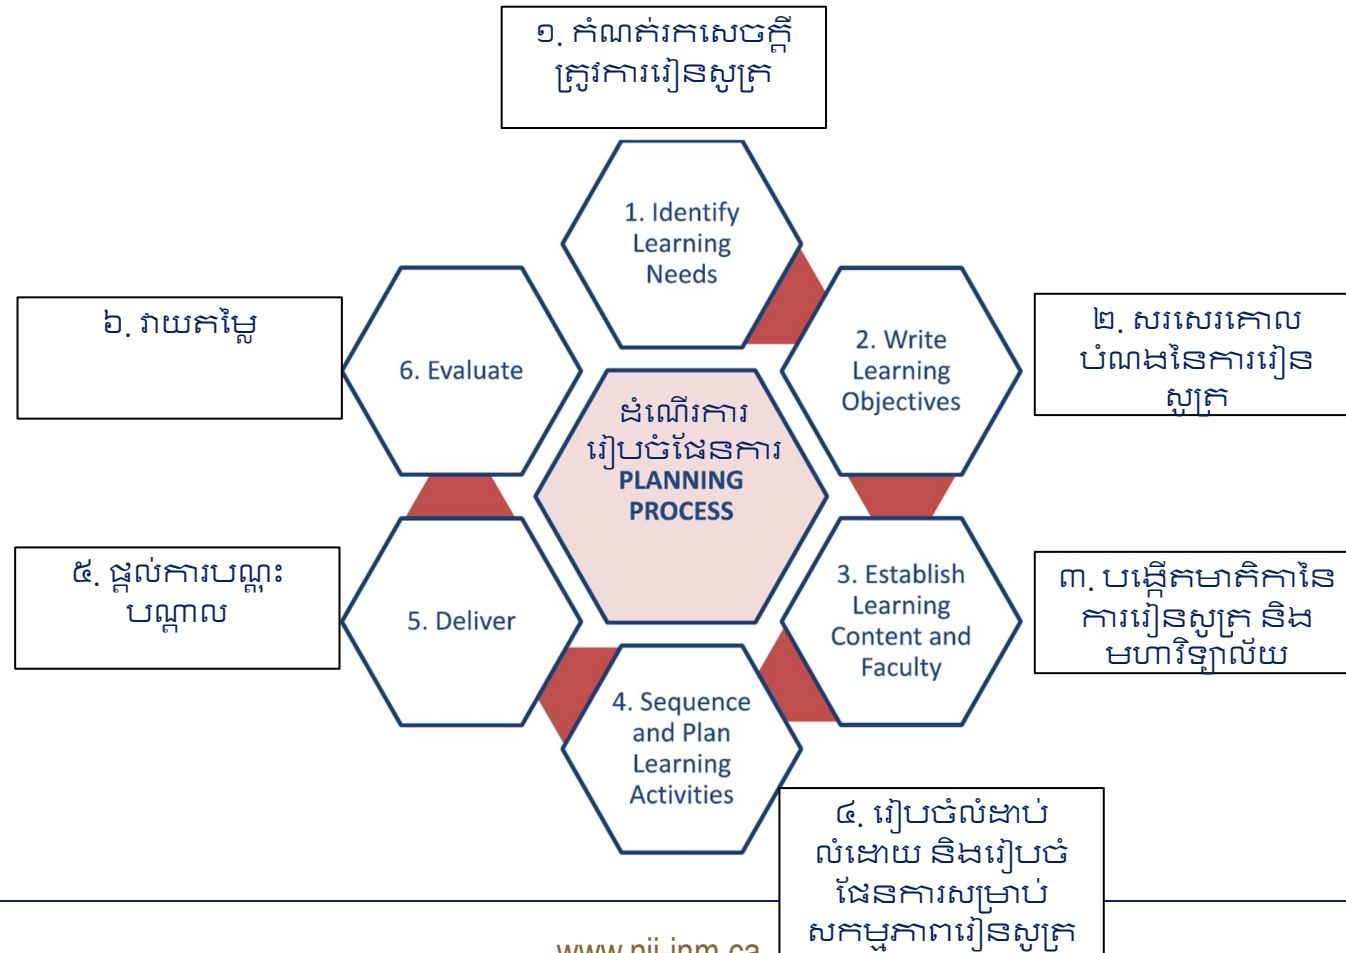 ១. កំណត់រកសេចក្តី
ត្រូវការរៀនសូត្រ
1. Identify
Learning
Needs
២. សរសេរគោល
បំណងនៃការរៀន
សូត្រ
2. Write
Learning
Objectives
៣. បង្កើតមាតិកានៃ
ការរៀនសូត្រ និង
មហាវិទ្យាល័យ
3. Establish
Learning
Content and
Faculty
៤. រៀបចំលំដាប់
លំដោយ និងរៀបចំ
ផែនការសម្រាប់
សកម្មភាពរៀនសូត្រ
4. Sequence
and Plan
Learning
Activities
៥. ផ្តល់ការបណ្តុះ
បណ្តាល
5. Deliver
៦. វាយតម្លៃ
6. Evaluate
ដំណើរការ
រៀបចំផែនការ
PLANNING
PROCESS
www.nji-inm.ca